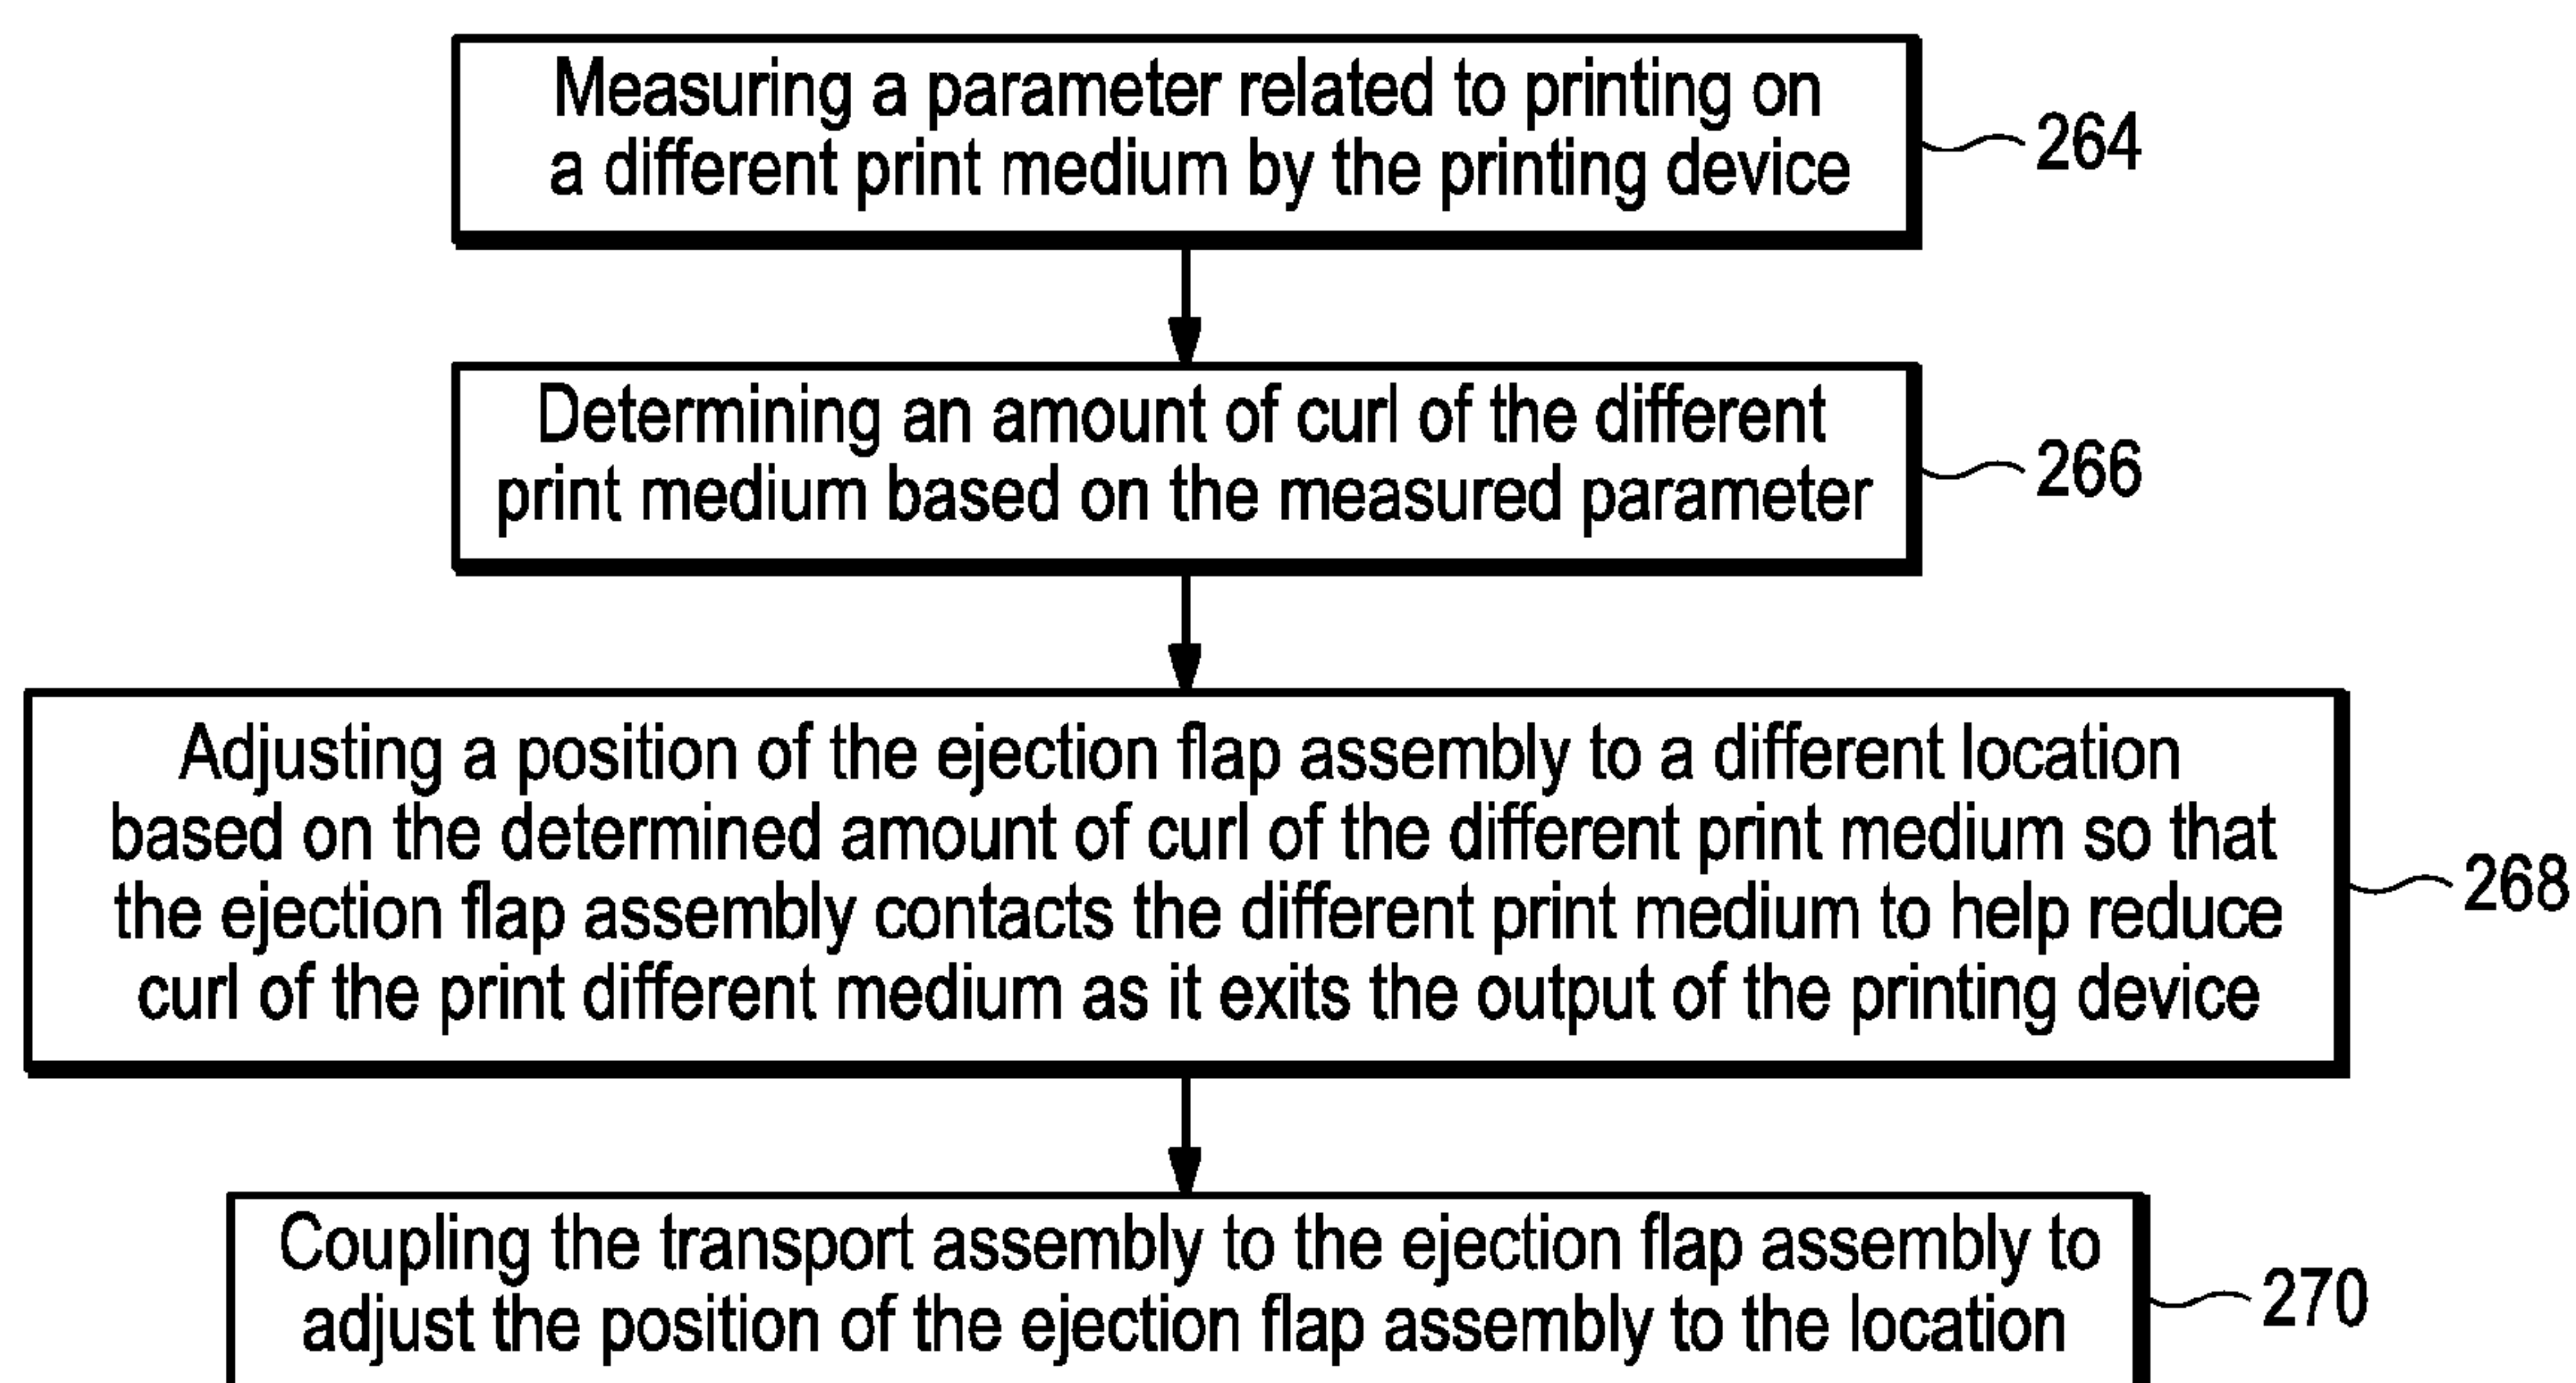 Measuring a parameter related to printing on
a different print medium by the printing device
264
Determining an amount of curl of the different
print medium based on the measured parameter
266
Adjusting a position of the ejection flap assembly to a different location
based on the determined amount of curl of the different print medium so that
the ejection flap assembly contacts the different print medium to help reduce
curl of the print different medium as it exits the output of the printing device
268
Coupling the transport assembly to the ejection flap assembly to
adjust the position of the ejection flap assembly to the location
270